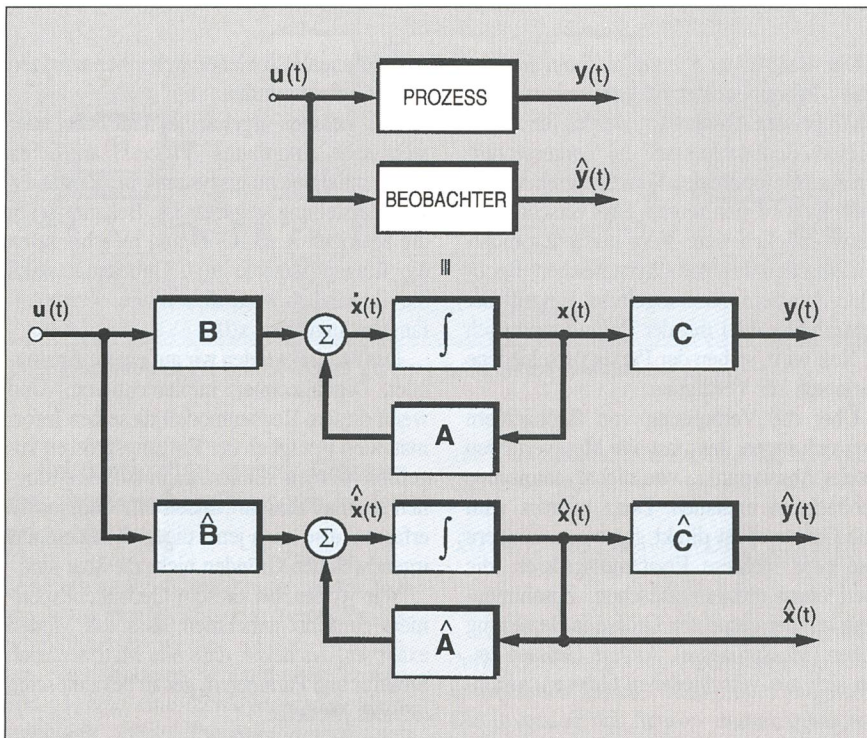 u(t)
PROZESS
y(t)
BEOBACHTER
ŷ(t)
≡
u(t)
B
Σ
ẋ(t)
∫
x(t)
C
y(t)
A
B̂
Σ
x̂̇(t)
∫
x̂(t)
Ĉ
ŷ(t)
Â
x̂(t)